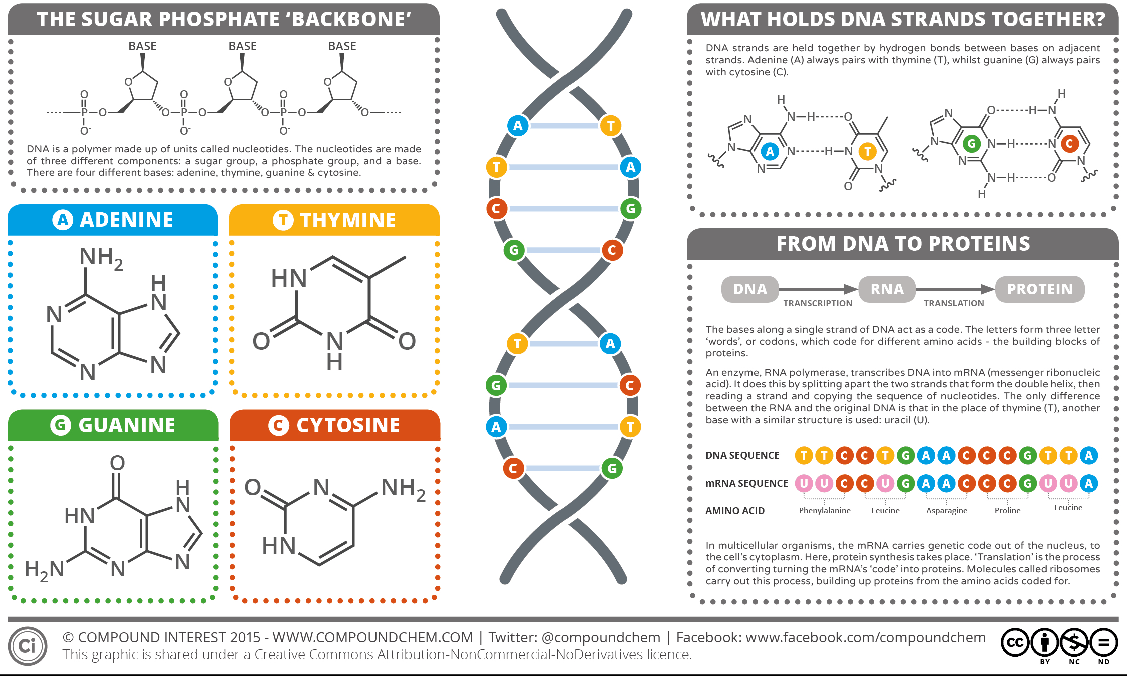 THE SUGAR PHOSPHATE ‘BACKBONE’
BASE BASE BASE
O O O
O O O
P O P O P O O
O- O- O-
DNA is a polymer made up of units called nucleotides. The nucleotides are made
of three different components: a sugar group, a phosphate group, and a base.
There are four different bases: adenine, thymine, guanine & cytosine.
A ADENINE
NH2
H
N
N
N
N
T THYMINE
HN
O
N
H
O
G GUANINE
O
H
HN
N
H2N
N
N
C CYTOSINE
O
N
NH2
HN
A T
T A
C G
G C
T A
G C
A T
C G
WHAT HOLDS DNA STRANDS TOGETHER?
DNA strands are held together by hydrogen bonds between bases on adjacent
strands. Adenine (A) always pairs with thymine (T), whilst guanine (G) always pairs
with cytosine (C).
H
N N H O
N A N H N T
N N
O
O H N H
N
N G N H N C
N N
N H O
H
FROM DNA TO PROTEINS
DNA RNA PROTEIN
TRANSCRIPTION TRANSLATION
The bases along a single strand of DNA act as a code. The letters form three letter
‘words’, or codons, which code for different amino acids - the building blocks of
proteins.
An enzyme, RNA polymerase, transcribes DNA into mRNA (messenger ribonucleic
acid). It does this by splitting apart the two strands that form the double helix, then
reading a strand and copying the sequence of nucleotides. The only difference
between the RNA and the original DNA is that in the place of thymine (T), another
base with a similar structure is used: uracil (U).
DNA SEQUENCE T T C C T G A A C C C G T T A
mRNA SEQUENCE U U C C U G A A C C C G U U A
AMINO ACID Phenylalanine Leucine Asparagine Proline Leucine
In multicellular organisms, the mRNA carries genetic code out of the nucleus, to
the cell’s cytoplasm. Here, protein synthesis takes place. ‘Translation’ is the process
of converting turning the mRNA’s ‘code’ into proteins. Molecules called ribosomes
carry out this process, building up proteins from the amino acids coded for.
Ci
© COMPOUND INTEREST 2015 - WWW.COMPOUNDCHEM.COM | Twitter: @compoundchem | Facebook: www.facebook.com/compoundchem
This graphic is shared under a Creative Commons Attribution-NonCommercial-NoDerivatives licence.
cc
BY NC ND